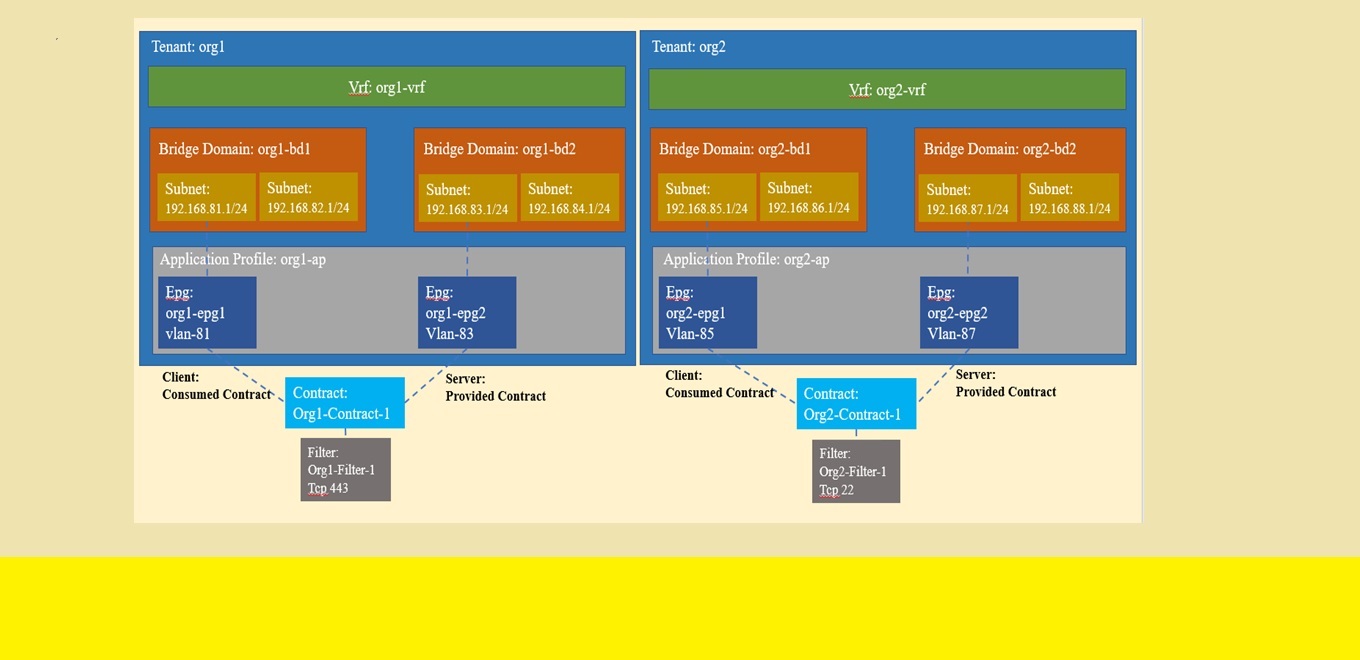 Tenant: org1
Vrf: org1-vrf
Bridge Domain: org1-bd1
Subnet:
192.168.81.1/24
Subnet:
192.168.82.1/24
Bridge Domain: org1-bd2
Subnet:
192.168.83.1/24
Subnet:
192.168.84.1/24
Application Profile: org1-ap
Epg:
org1-epg1
vlan-81
Epg:
org1-epg2
Vlan-83
Client:
Consumed Contract
Contract:
Org1-Contract-1
Server:
Provided Contract
Filter:
Org1-Filter-1
Tcp 443
Tenant: org2
Vrf: org2-vrf
Bridge Domain: org2-bd1
Subnet:
192.168.85.1/24
Subnet:
192.168.86.1/24
Bridge Domain: org2-bd2
Subnet:
192.168.87.1/24
Subnet:
192.168.88.1/24
Application Profile: org2-ap
Epg:
org2-epg1
Vlan-85
Epg:
org2-epg2
Vlan-87
Client:
Consumed Contract
Contract:
Org2-Contract-1
Server:
Provided Contract
Filter:
Org2-Filter-1
Tcp 22